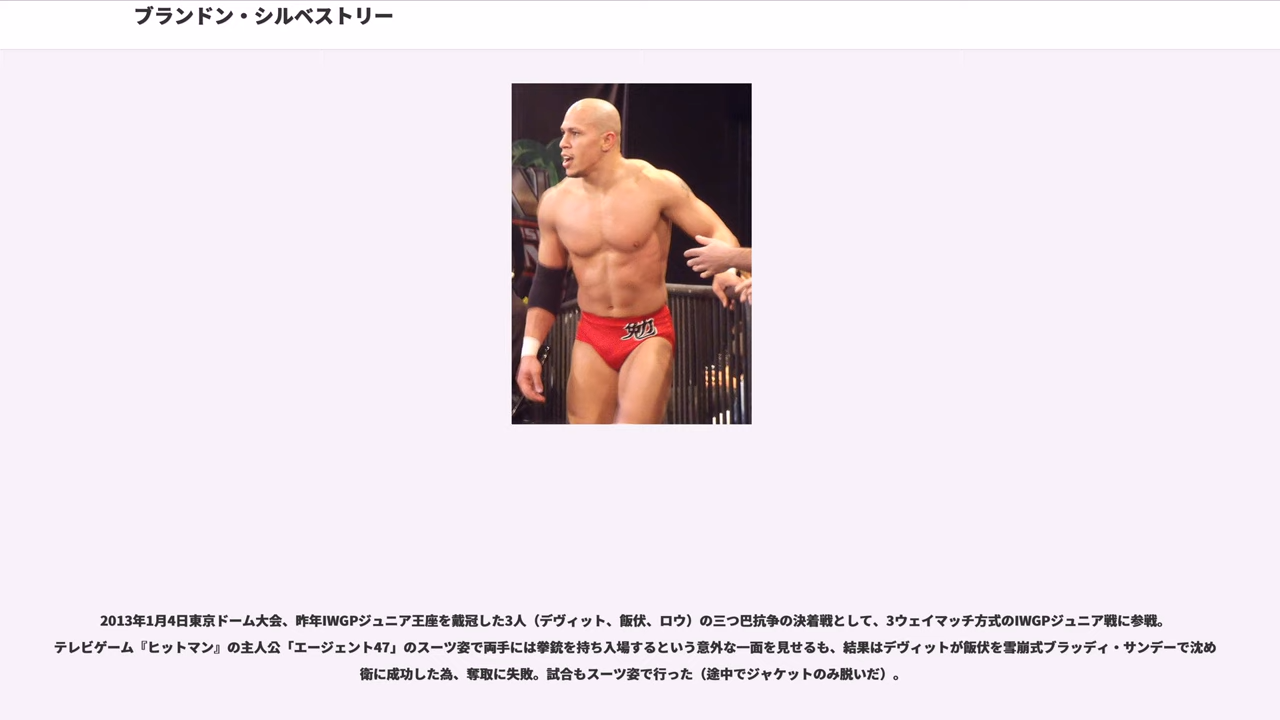 ブランドン・シルベストリー
2013年1月4日東京ドーム大会、昨年IWGPジュニア王座を戴冠した3人（デヴィット、飯伏、ロウ）の三つ巴抗争の決着戦として、3ウェイマッチ方式のIWGPジュニア戦に参戦。
テレビゲーム『ヒットマン』の主人公「エージェント47」のスーツ姿で両手には拳銃を持ち入場するという意外な一面を見せるも、結果はデヴィットが飯伏を雪崩式ブラッディ・サンデーで沈め
衛に成功した為、奪取に失敗。試合もスーツ姿で行った（途中でジャケットのみ脱いだ）。